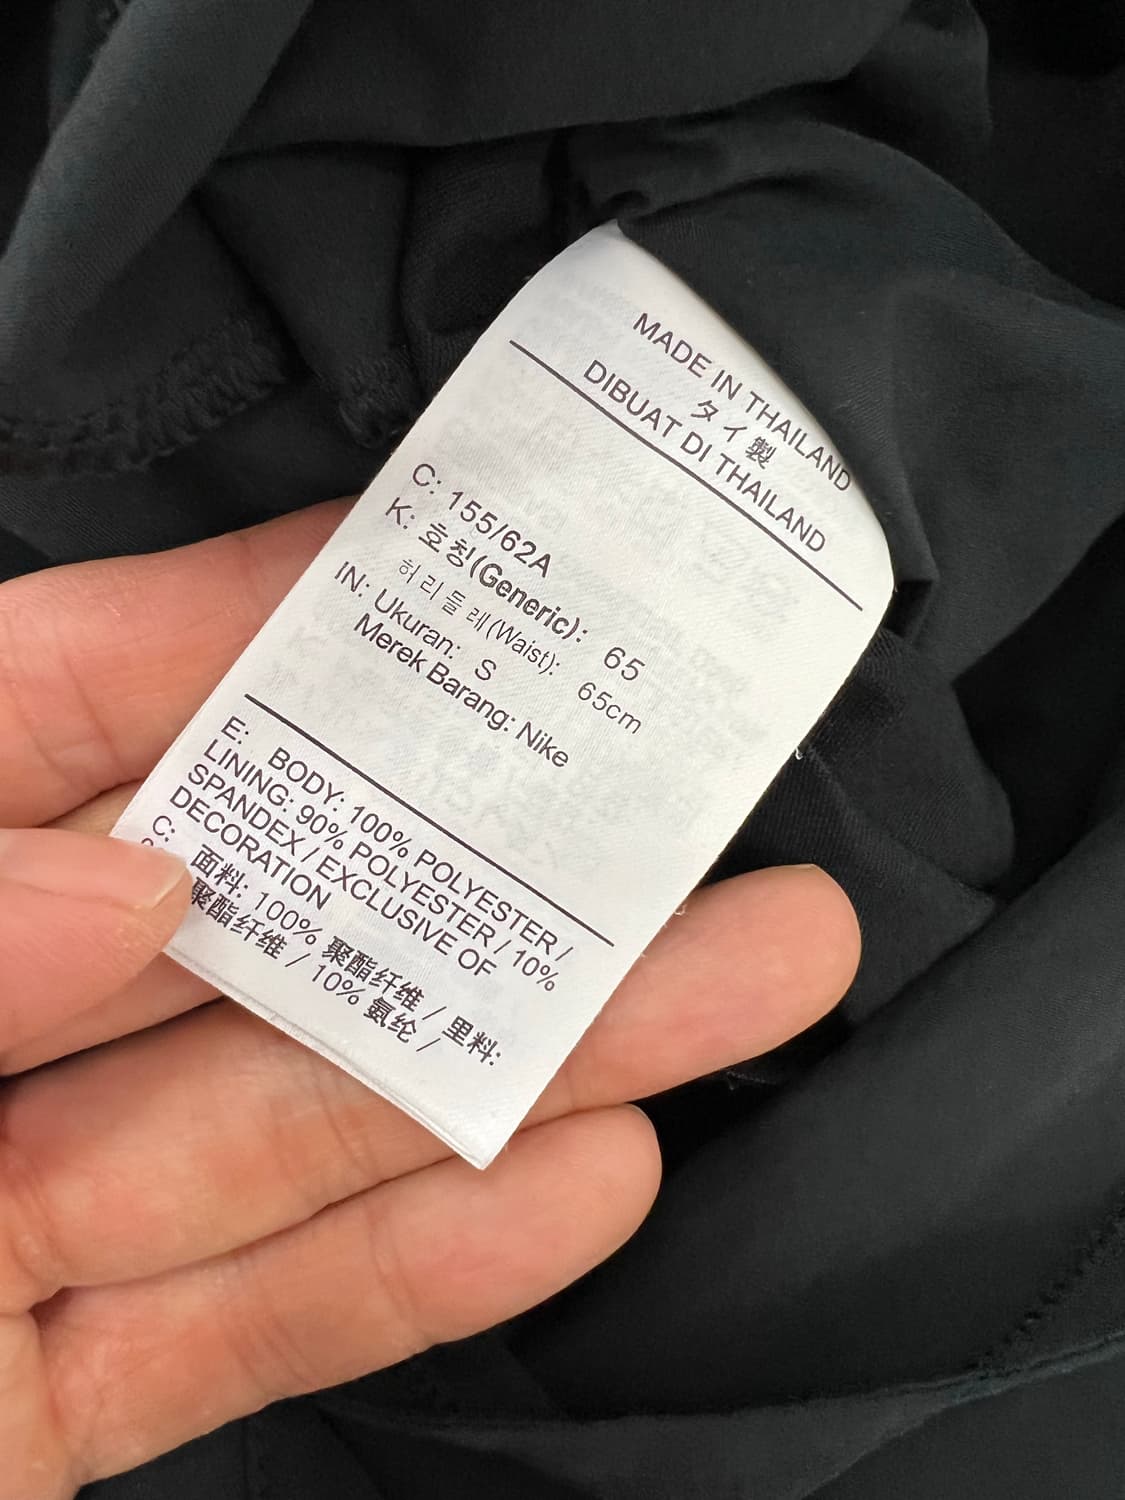 MADE IN THAILAND
タイ製
DIBUAT DI THAILAND
C: 155/62A
K: 호칭(Generic): 65
허리둘레(Waist): 65cm
IN: Ukuran: S
Merek Barang: Nike
E: BODY: 100% POLYESTER /
LINING: 90% POLYESTER / 10%
SPANDEX / EXCLUSIVE OF
DECORATION
C: 面料: 100% 聚酯纤维 / 里料:
聚酯纤维 / 10% 氨纶 /